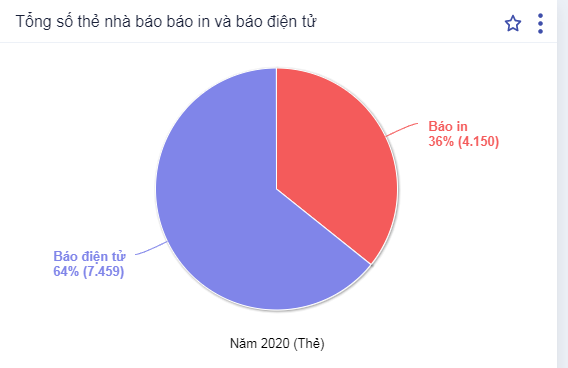 Tổng số thẻ nhà báo báo in và báo điện tử
Báo in
36% (4.150)
Báo điện tử
64% (7.459)
Năm 2020 (Thẻ)